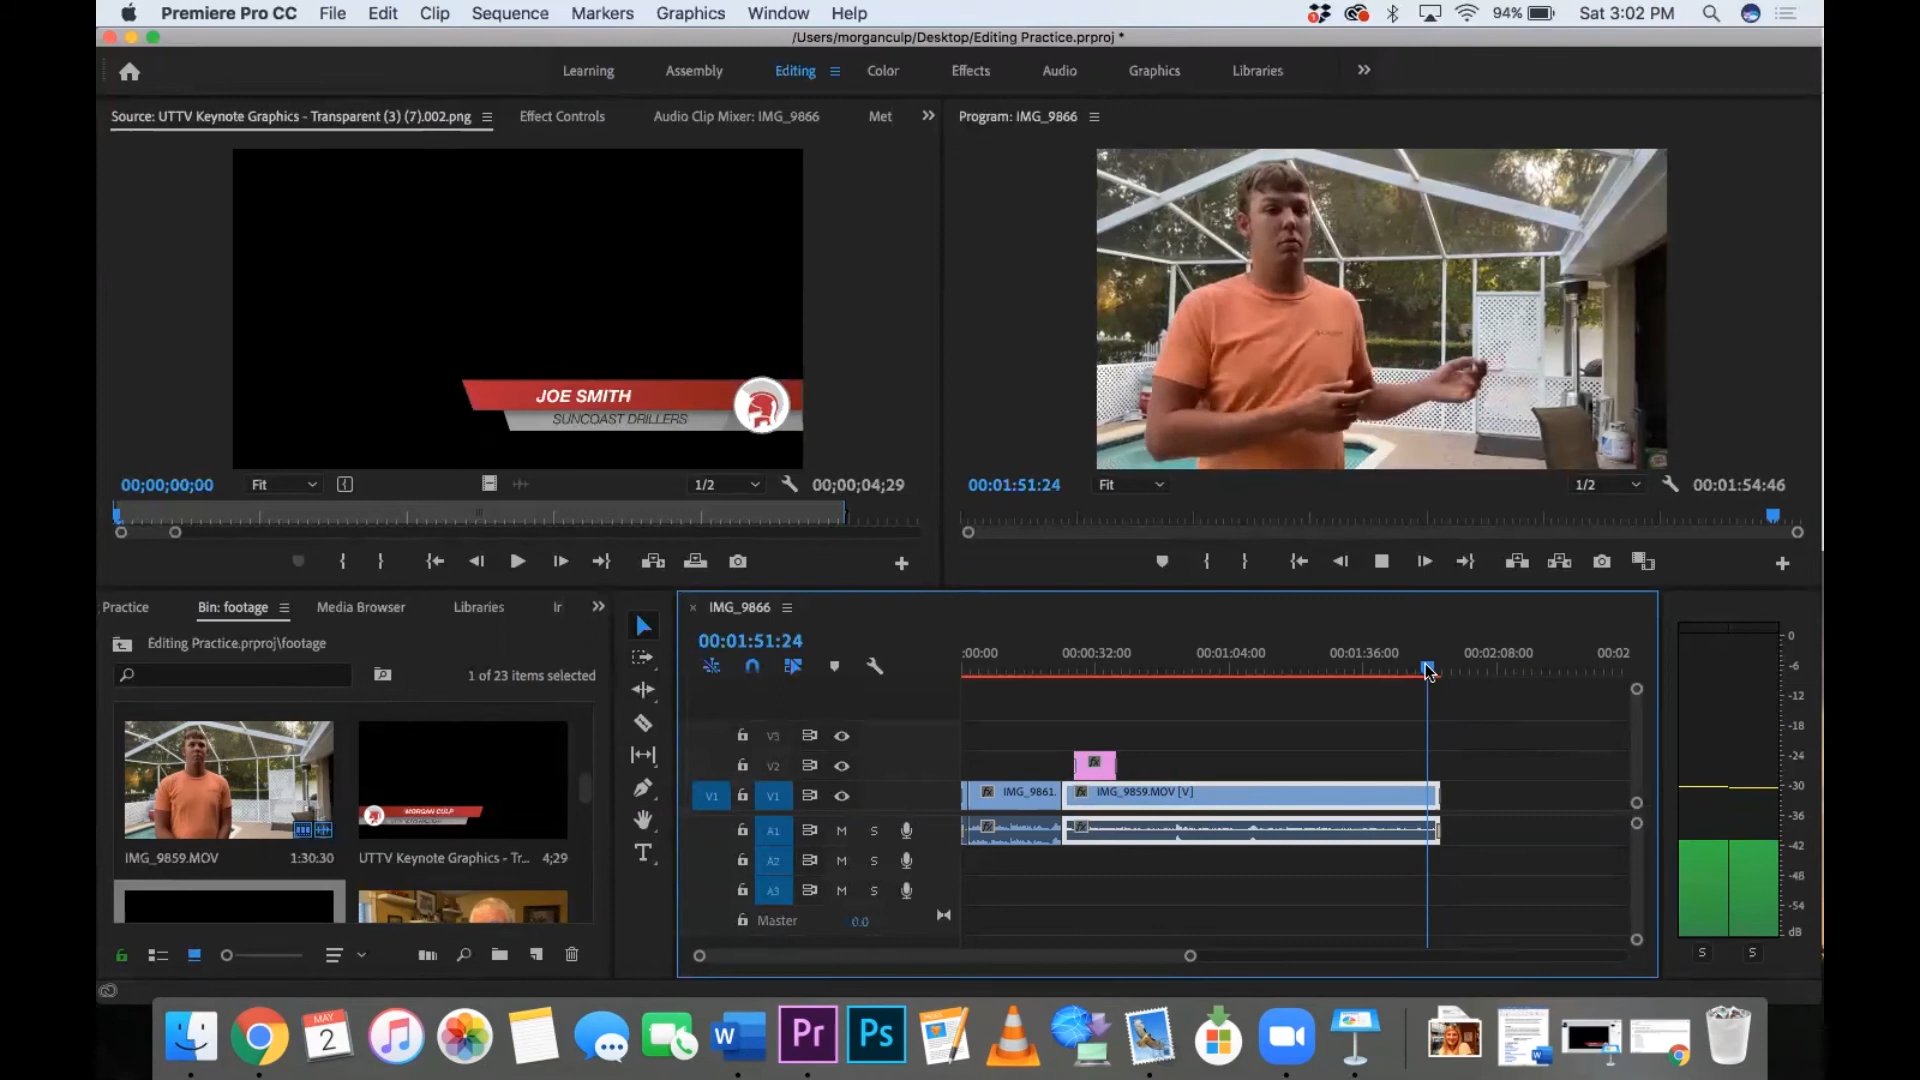 Premiere Pro CC File Edit Clip Sequence Markers Graphics Window Help 1 94% Sat 3:02 PM
/Users/morganculp/Desktop/Editing Practice.prproj *
Learning Assembly Editing Color Effects Audio Graphics Libraries
Source: UTTV Keynote Graphics - Transparent (3) (7).002.png Effect Controls Audio Clip Mixer: IMG_9866 Met
Program: IMG_9866
JOE SMITH
SUNCOAST DRILLERS
00;00;00;00 Fit 1/2 00;00;04;29
00:01:51:24 Fit 1/2 00:01:54:46
Practice Bin: footage Media Browser Libraries Ir
Editing Practice.prproj\footage
1 of 23 items selected
MORGAN CULP
IMG_9859.MOV 1:30:30
UTTV Keynote Graphics - Tr... 4;29
IMG_9866
00:01:51:24
:00:00 00:00:32:00 00:01:04:00 00:01:36:00 00:02:08:00 00:02
V3
V2
V1 V1
fx
fx IMG_9861. fx IMG_9859.MOV [V]
A1 M S
A2 M S
A3 M S
Master 0.0
0
-6
-12
-18
-24
-30
-36
-42
-48
-54
dB
S S
MAY
2
W Pr Ps